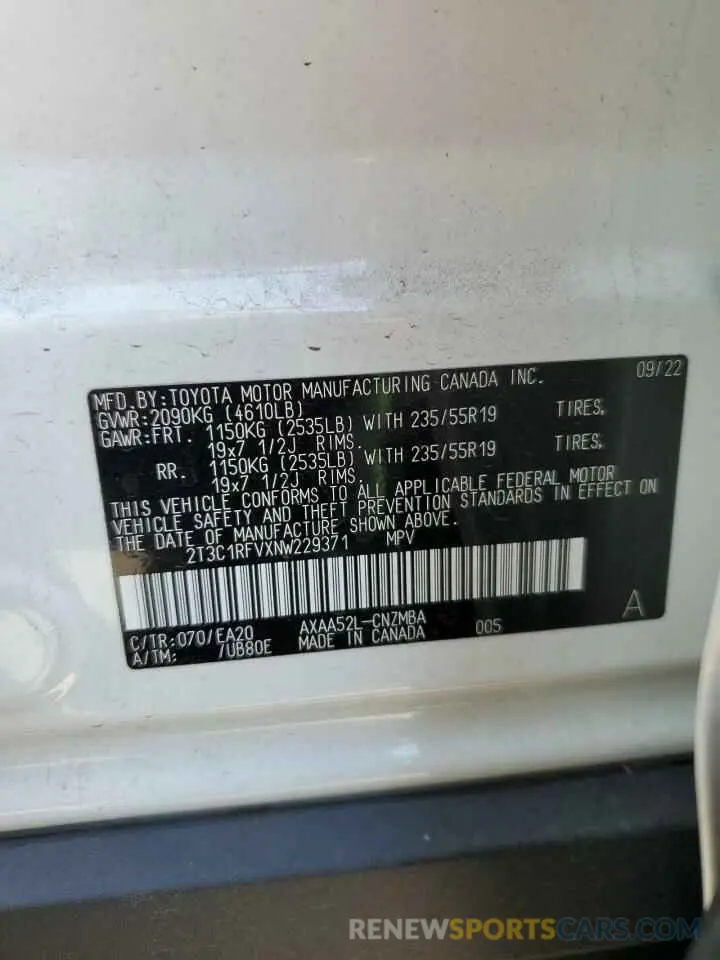 MFD.BY:TOYOTA MOTOR MANUFACTURING CANADA INC. 09/22
GVWR:2090KG (4610LB)
GAWR:FRT. 1150KG (2535LB) WITH 235/55R19 TIRES,
19x7 1/2J RIMS.
RR. 1150KG (2535LB) WITH 235/55R19 TIRES,
19x7 1/2J RIMS.
THIS VEHICLE CONFORMS TO ALL APPLICABLE FEDERAL MOTOR
VEHICLE SAFETY AND THEFT PREVENTION STANDARDS IN EFFECT ON
THE DATE OF MANUFACTURE SHOWN ABOVE.
2T3C1RFVXNW229371 MPV
C/TR:070/EA20 AXAA52L-CNZMBA 005 A
A/TM: /UB80E MADE IN CANADA
RENEWSPORTSCARS.COM